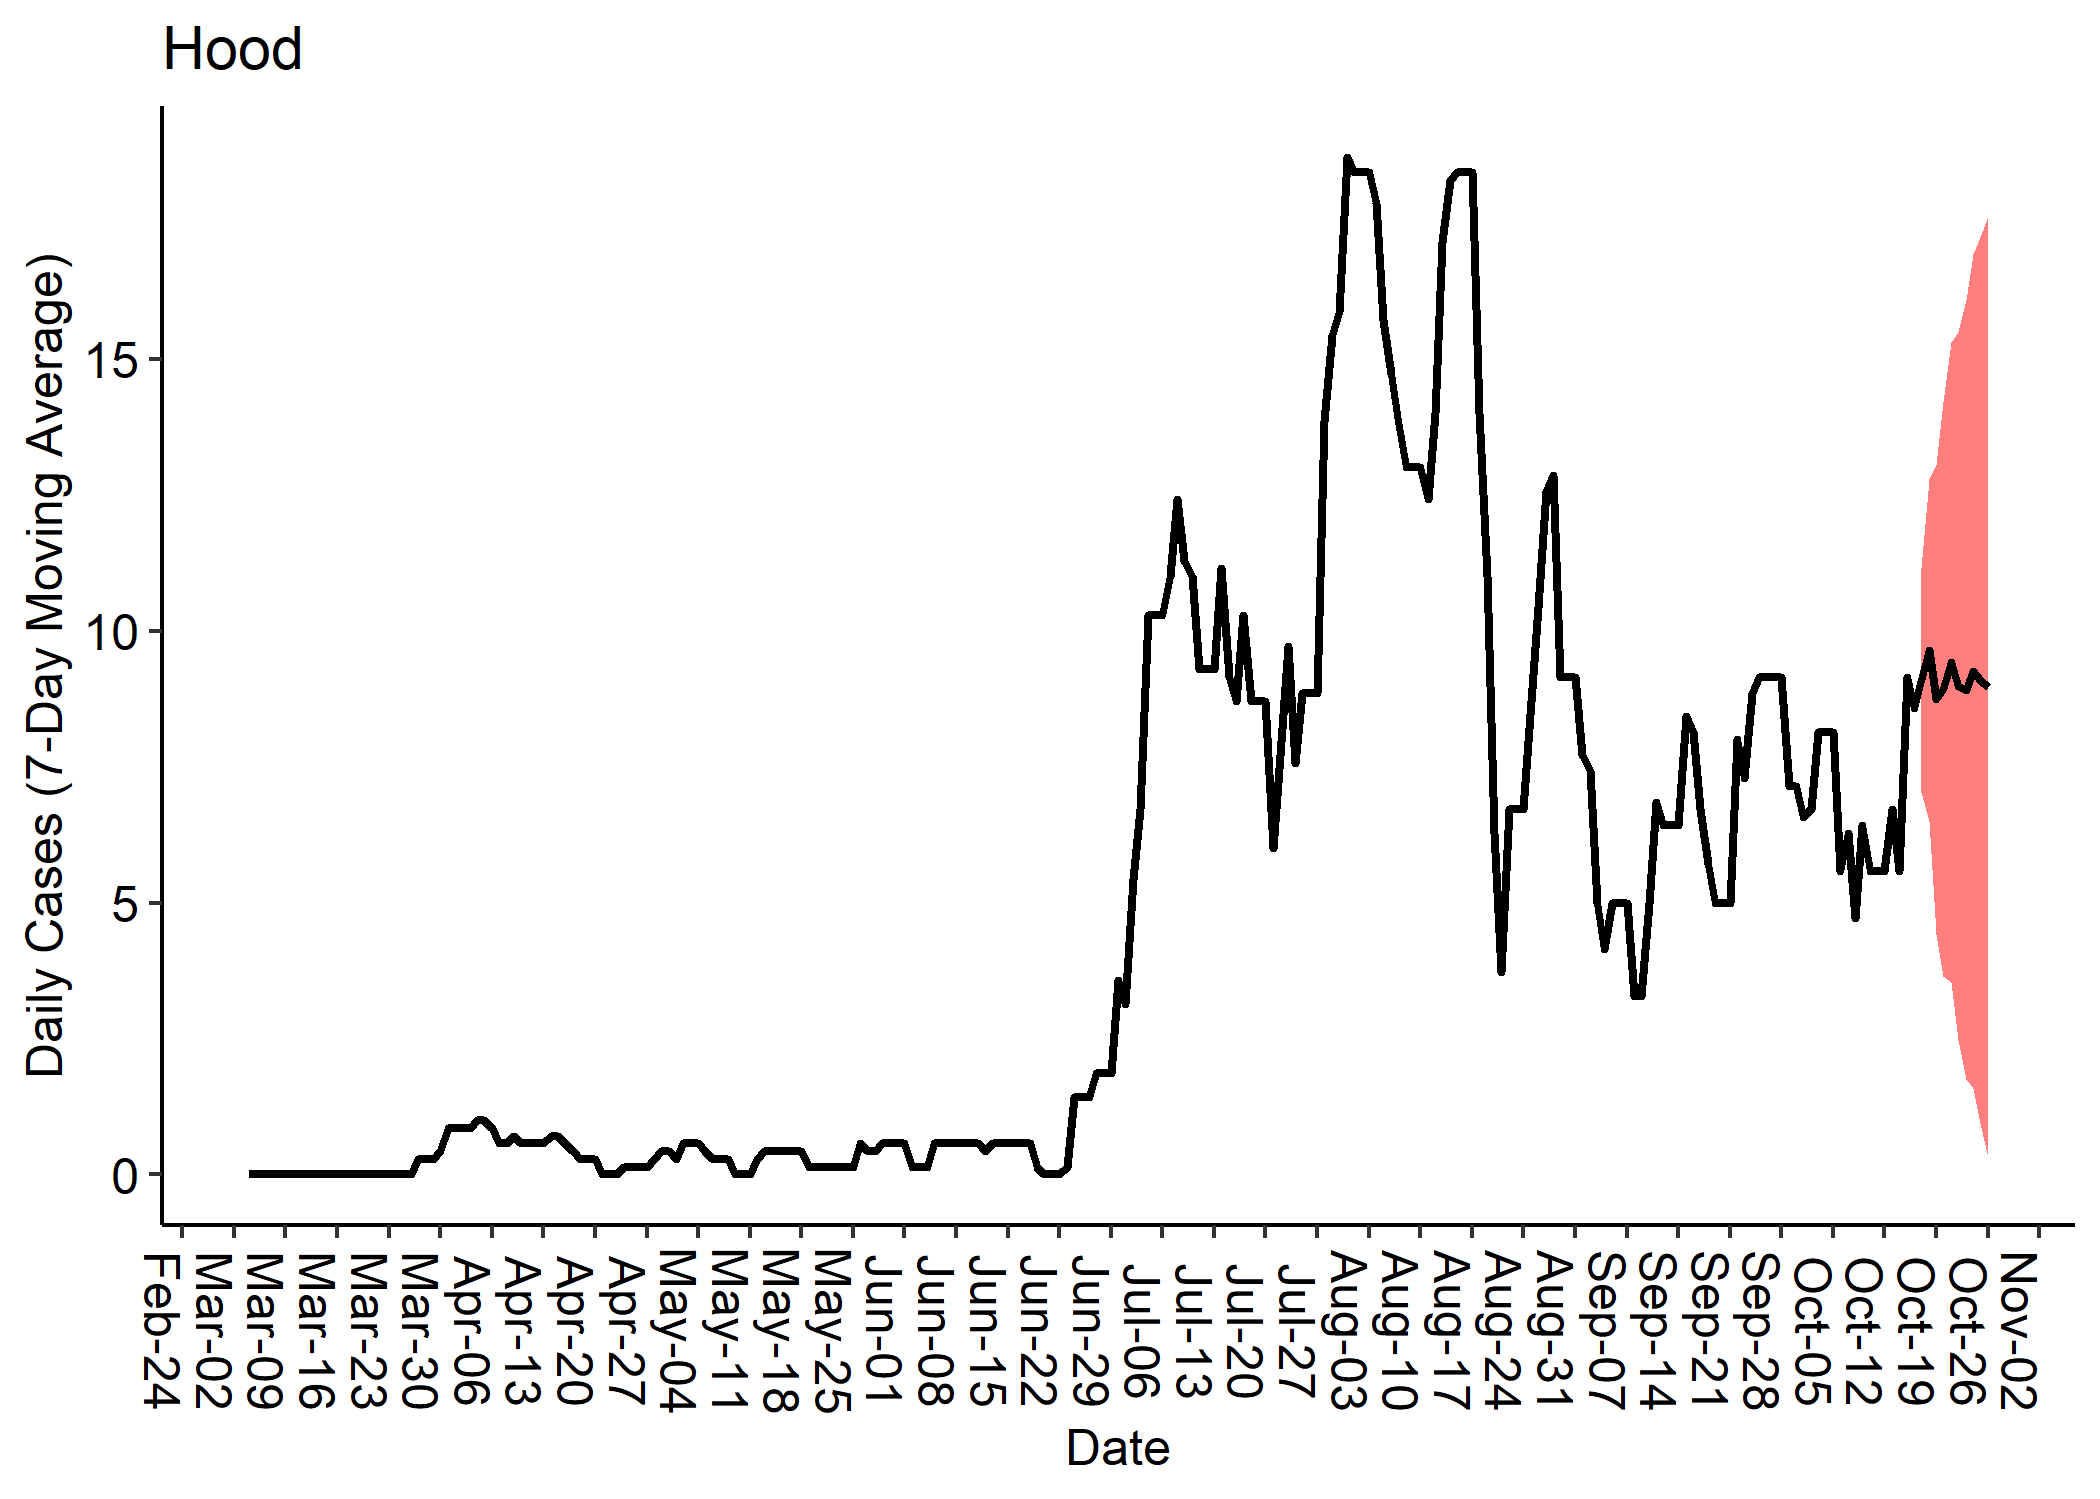 Hood
Daily Cases (7-Day Moving Average)
15
10
5
0
Feb-24
Mar-02
Mar-09
Mar-16
Mar-23
Mar-30
Apr-06
Apr-13
Apr-20
Apr-27
May-04
May-11
May-18
May-25
Jun-01
Jun-08
Jun-15
Jun-22
Jun-29
Jul-06
Jul-13
Jul-20
Jul-27
Aug-03
Aug-10
Aug-17
Aug-24
Aug-31
Sep-07
Sep-14
Sep-21
Sep-28
Oct-05
Oct-12
Oct-19
Oct-26
Nov-02
Date